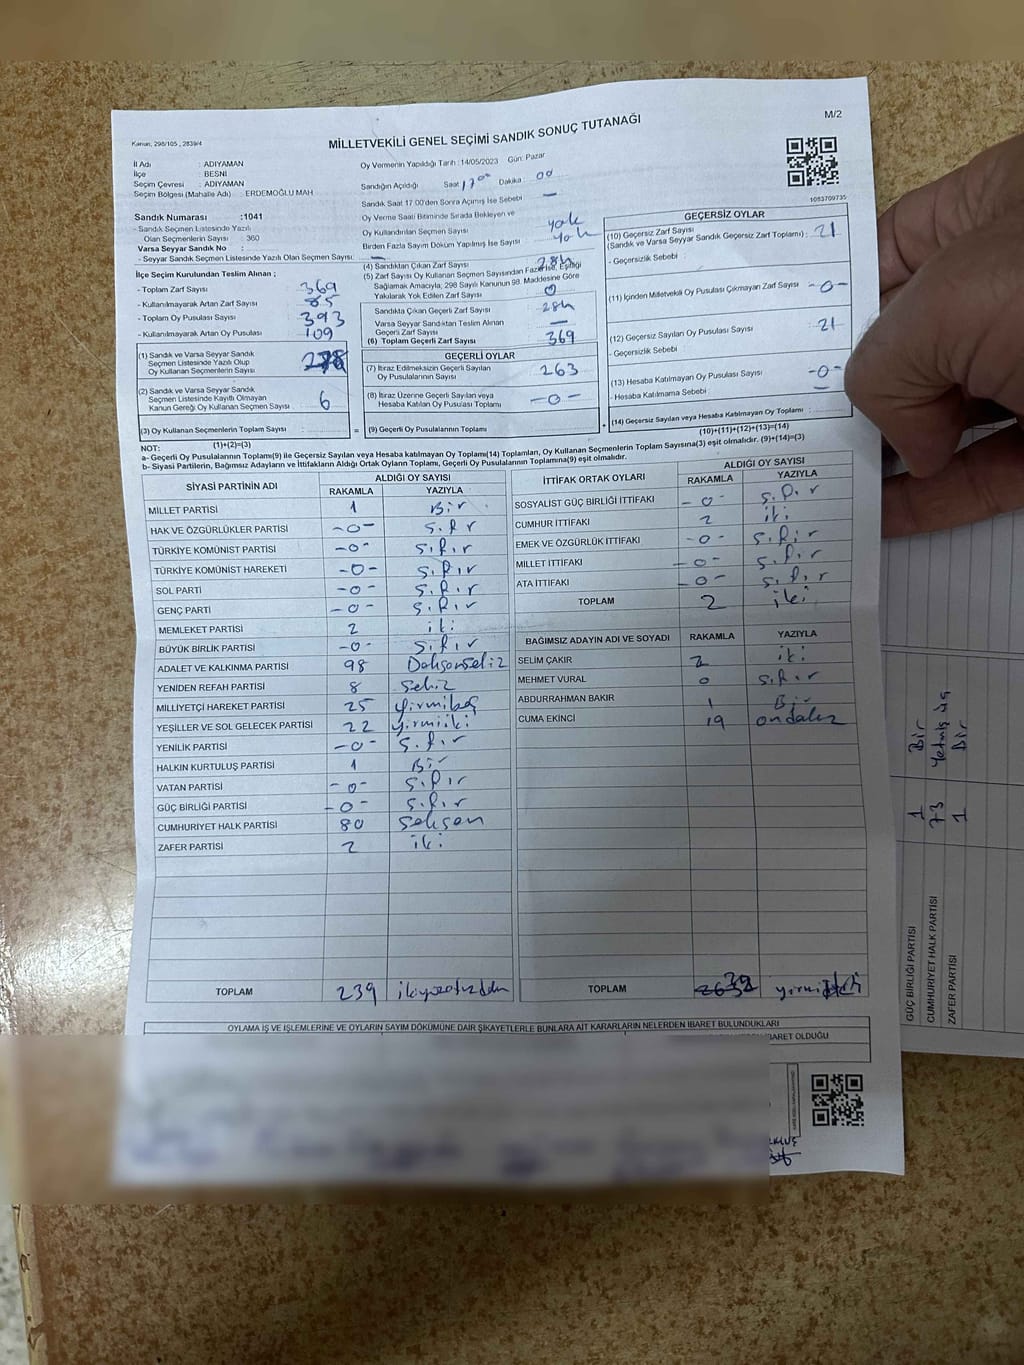 M/2
Kanun; 298/105 , 2839/4
MİLLETVEKİLİ GENEL SEÇİMİ SANDIK SONUÇ TUTANAĞI
İl Adı : ADIYAMAN
İlçe : BESNİ
Seçim Çevresi : ADIYAMAN
Seçim Bölgesi (Mahalle Adı) : ERDEMOĞLU MAH
Sandık Numarası :1041
- Sandık Seçmen Listesinde Yazılı
Olan Seçmenlerin Sayısı : 360
Varsa Seyyar Sandık No :
- Seyyar Seçmen Listesinde Yazılı Olan Seçmen Sayısı: —
İlçe Seçim Kurulundan Teslim Alınan ;
- Toplam Zarf Sayısı 369
- Kullanılmayarak Artan Zarf Sayısı 85
- Toplam Oy Pusulası Sayısı 393
- Kullanılmayarak Artan Oy Pusulası 109
(1) Sandık ve Varsa Seyyar Sandık
Seçmen Listesinde Yazılı Olup
Oy Kullanan Seçmenlerin Sayısı
(2) Sandık ve Varsa Seyyar Sandık
Seçmen Listesinde Kayıtlı Olmayan
Kanun Gereği Oy Kullanan Seçmen Sayısı : 6
(3) Oy Kullanan Seçmenlerin Toplam Sayısı :
(1)+(2)=(3)
Oy Vermenin Yapıldığı Tarih :14/05/2023 Gün: Pazar
Sandığın Açıldığı Saat 17 00 Dakika : 00
Sandık Saat 17.00'den Sonra Açılmış İse Sebebi —
Oy Verme Saati Bitiminde Sırada Bekleyen ve
Oy Kullandırılan Seçmen Sayısı yok
Birden Fazla Sayım Döküm Yapılmış İse Sayısı yok
(4) Sandıktan Çıkan Zarf Sayısı 284
(5) Zarf Sayısı Oy Kullanan Seçmen Sayısından Fazla İse, Eşitliği
Sağlamak Amacıyla; 298 Sayılı Kanunun 98. Maddesine Göre
Yakılarak Yok Edilen Zarf Sayısı 0
Sandıkta Çıkan Geçerli Zarf Sayısı 284
Varsa Seyyar Sandıktan Teslim Alınan
Geçerli Zarf Sayısı —
(6) Toplam Geçerli Zarf Sayısı 369
GEÇERLİ OYLAR
(7) İtiraz Edilmeksizin Geçerli Sayılan
Oy Pusulalarının Sayısı 263
(8) İtiraz Üzerine Geçerli Sayılan veya
Hesaba Katılan Oy Pusulası Toplamı -0-
= (9) Geçerli Oy Pusulalarının Toplamı +
1053709735
GEÇERSİZ OYLAR
(10) Geçersiz Zarf Sayısı
(Sandık ve Varsa Seyyar Sandık Geçersiz Zarf Toplamı) : 21
- Geçersizlik Sebebi :
(11) İçinden Milletvekili Oy Pusulası Çıkmayan Zarf Sayısı -0-
(12) Geçersiz Sayılan Oy Pusulası Sayısı 21
- Geçersizlik Sebebi :
(13) Hesaba Katılmayan Oy Pusulası Sayısı -0-
- Hesaba Katılmama Sebebi : —
(14) Geçersiz Sayılan veya Hesaba Katılmayan Oy Toplamı :
(10)+(11)+(12)+(13)=(14)
NOT:
a- Geçerli Oy Pusulalarının Toplamı(9) ile Geçersiz Sayılan veya Hesaba katılmayan Oy Toplamı(14) Toplamları, Oy Kullanan Seçmenlerin Toplam Sayısına(3) eşit olmalıdır. (9)+(14)=(3)
b- Siyasi Partilerin, Bağımsız Adayların ve İttifakların Aldığı Ortak Oyların Toplamı, Geçerli Oy Pusulalarının Toplamına(9) eşit olmalıdır.
SİYASİ PARTİNİN ADI ALDIĞI OY SAYISI
RAKAMLA YAZIYLA
MİLLET PARTİSİ 1 Bir
HAK VE ÖZGÜRLÜKLER PARTİSİ -0- sıfır
TÜRKİYE KOMÜNİST PARTİSİ -0- sıfır
TÜRKİYE KOMÜNİST HAREKETİ -0- sıfır
SOL PARTİ -0- sıfır
GENÇ PARTİ -0- sıfır
MEMLEKET PARTİSİ 2 iki
BÜYÜK BİRLİK PARTİSİ -0- sıfır
ADALET VE KALKINMA PARTİSİ 98 Doksansekiz
YENİDEN REFAH PARTİSİ 8 sekiz
MİLLİYETÇİ HAREKET PARTİSİ 25 yirmibeş
YEŞİLLER VE SOL GELECEK PARTİSİ 22 yirmiiki
YENİLİK PARTİSİ -0- sıfır
HALKIN KURTULUŞ PARTİSİ 1 Bir
VATAN PARTİSİ -0- sıfır
GÜÇ BİRLİĞİ PARTİSİ -0- sıfır
CUMHURİYET HALK PARTİSİ 80 seksen
ZAFER PARTİSİ 2 iki
TOPLAM 239 ikiyüzotuzdokuz
İTTİFAK ORTAK OYLARI ALDIĞI OY SAYISI
RAKAMLA YAZIYLA
SOSYALİST GÜÇ BİRLİĞİ İTTİFAKI -0- sıfır
CUMHUR İTTİFAKI 2 iki
EMEK VE ÖZGÜRLÜK İTTİFAKI -0- sıfır
MİLLET İTTİFAKI -0- sıfır
ATA İTTİFAKI -0- sıfır
TOPLAM 2 iki
BAĞIMSIZ ADAYIN ADI VE SOYADI RAKAMLA YAZIYLA
SELİM ÇAKIR 2 iki
MEHMET VURAL 0 sıfır
ABDURRAHMAN BAKIR 1 Bir
CUMA EKİNCİ 19 ondokuz
TOPLAM
OYLAMA İŞ VE İŞLEMLERİNE VE OYLARIN SAYIM DÖKÜMÜNE DAİR ŞİKAYETLERLE BUNLARA AİT KARARLARIN NELERDEN İBARET BULUNDUKLARI
İBARET OLDUĞU
GÜÇ BİRLİĞİ PARTİSİ 1 Bir
CUMHURİYET HALK PARTİSİ 73 Yetmiş üç
ZAFER PARTİSİ 1 Bir